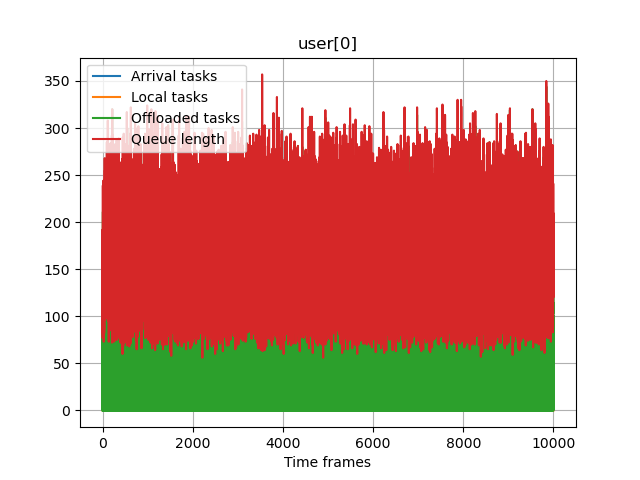 user[0]
Arrival tasks
Local tasks
Offloaded tasks
Queue length
350
300
250
200
150
100
50
0
0 2000 4000 6000 8000 10000
Time frames